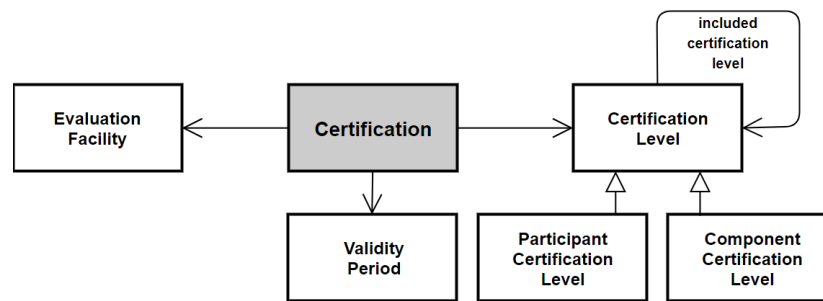 included
certification
level
Evaluation
Facility
Certification
Certification
Level
Validity
Period
Participant
Certification
Level
Component
Certification
Level